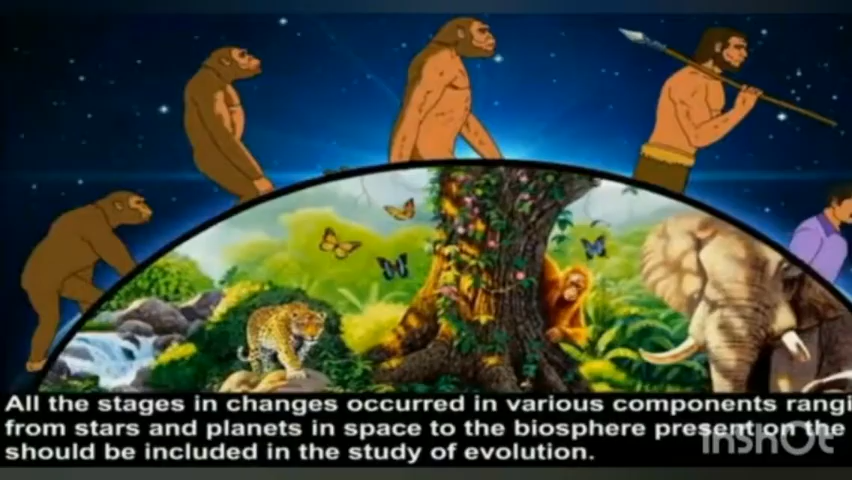 All the stages in changes occurred in various components rangi
from stars and planets in space to the biosphere present on the
should be included in the study of evolution.
InShOt